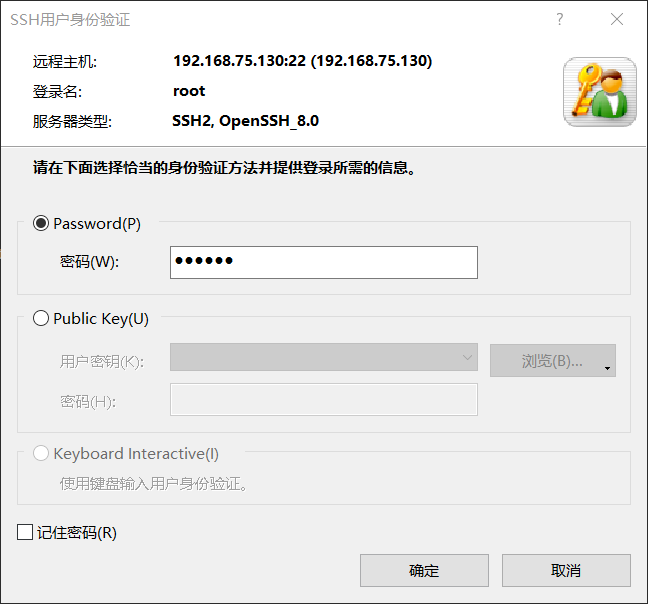 SSH用户身份验证
远程主机: 192.168.75.130:22 (192.168.75.130)
登录名: root
服务器类型: SSH2, OpenSSH_8.0
请在下面选择恰当的身份验证方法并提供登录所需的信息。
Password(P)
密码(W): ●●●●●●
Public Key(U)
用户密钥(K): 浏览(B)...
密码(H):
Keyboard Interactive(I)
使用键盘输入用户身份验证。
记住密码(R)
确定 取消